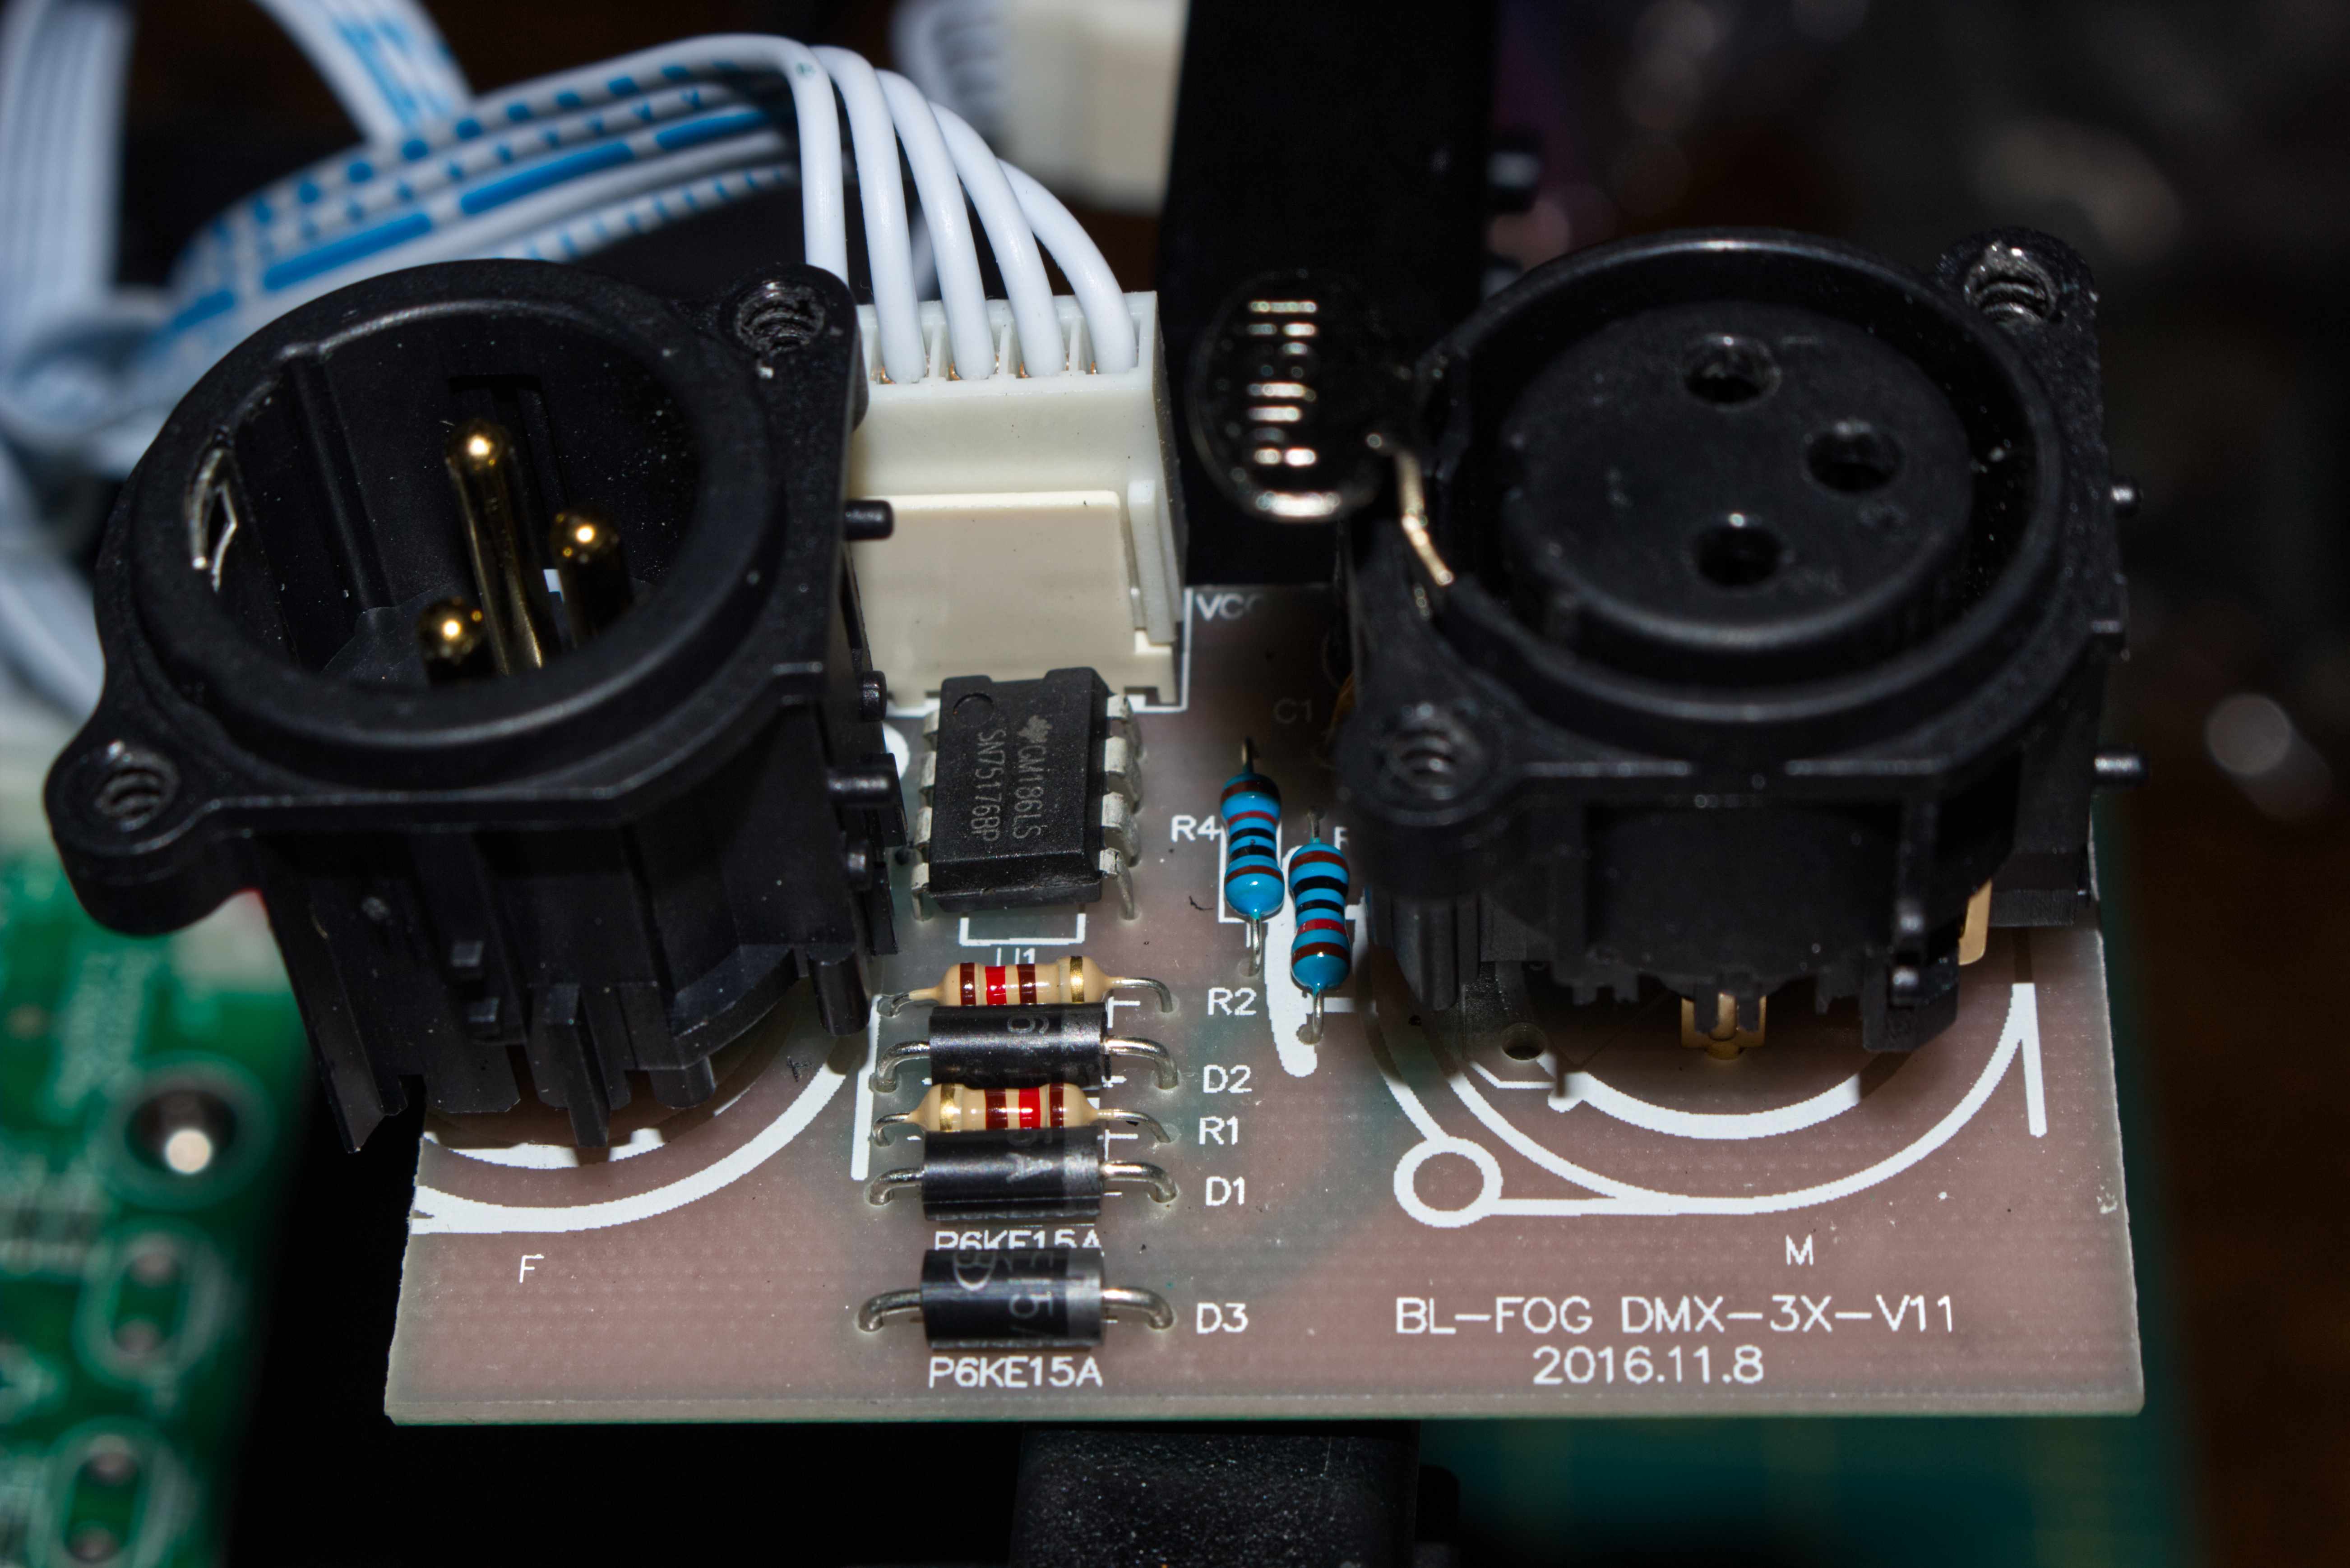 VCC
C1
CM1861LS
SN75176BP
R4
U1
R2
D2
R1
D1
P6KE15A
D3
P6KE15A
F
M
BL-FOG DMX-3X-V11
2016.11.8